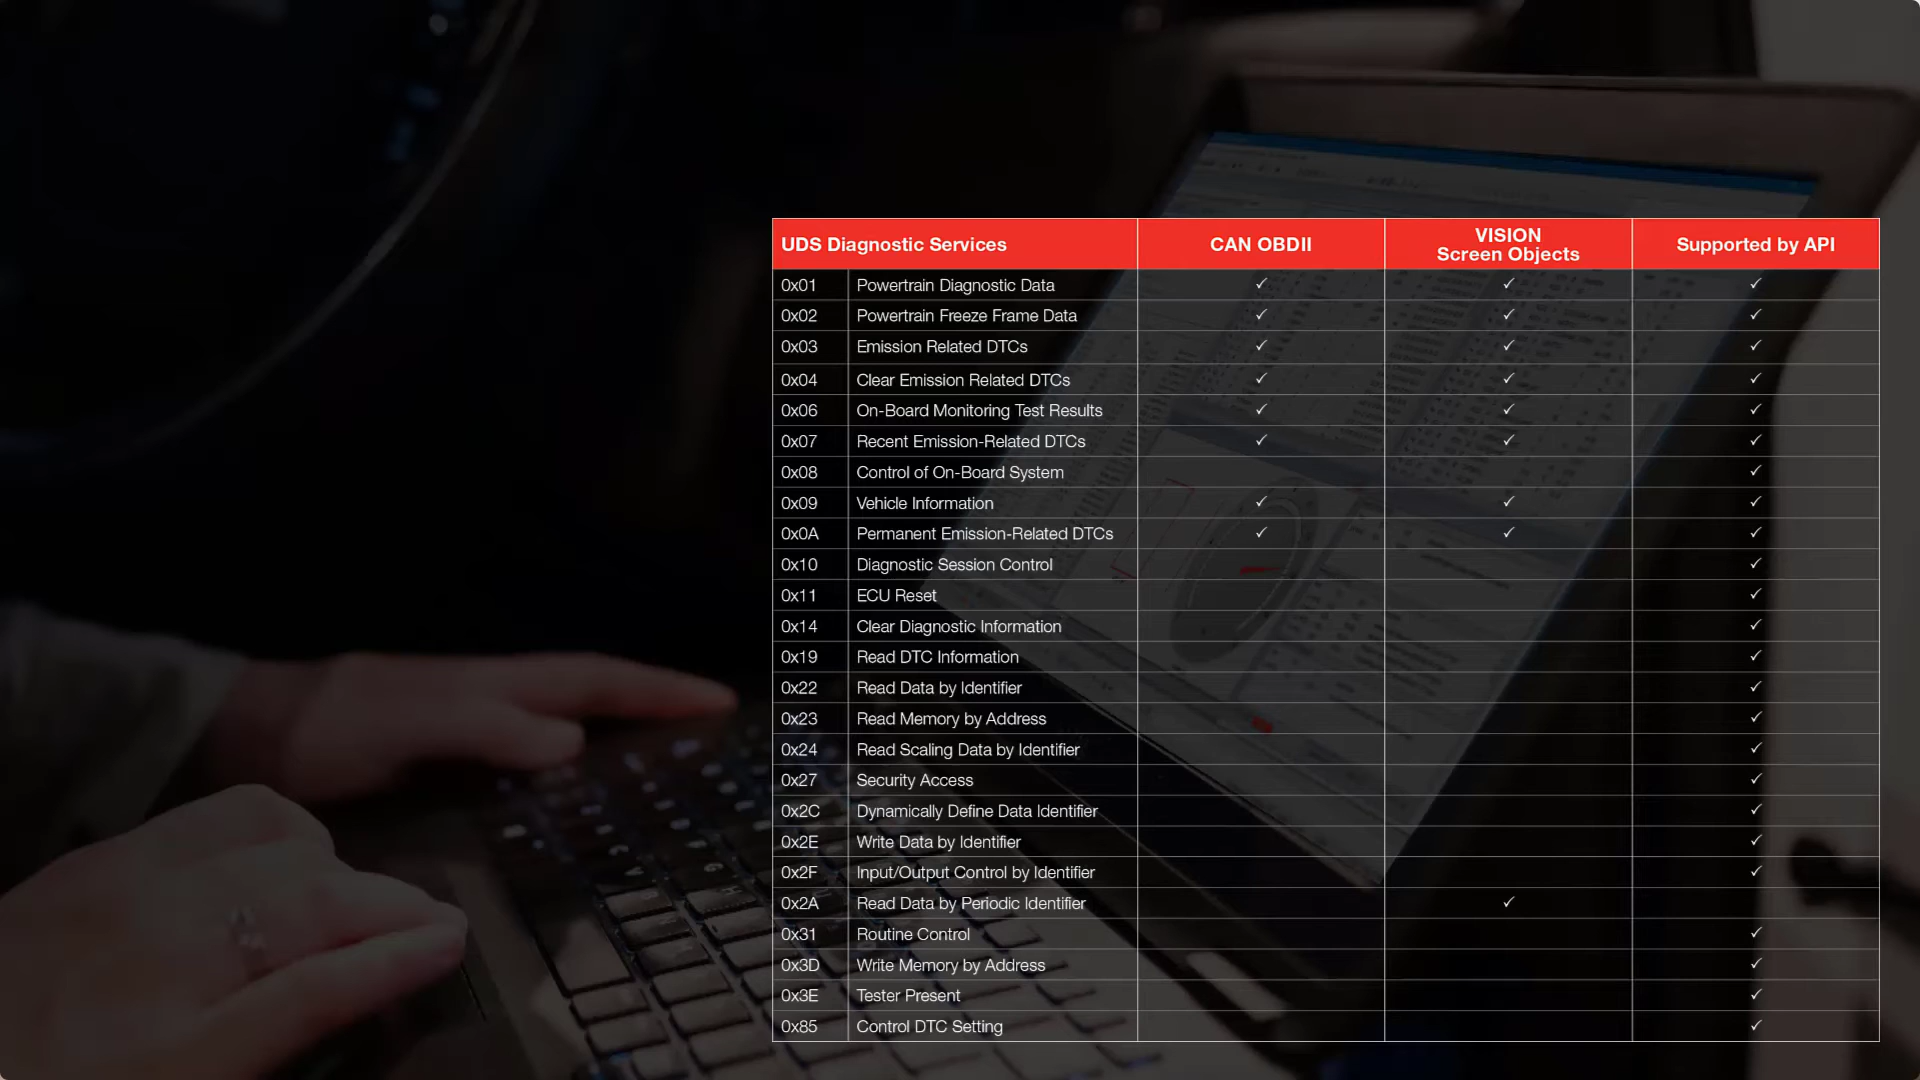 UDS Diagnostic Services CAN OBDII VISION Screen Objects Supported by API
0x01 Powertrain Diagnostic Data ✓ ✓ ✓
0x02 Powertrain Freeze Frame Data ✓ ✓ ✓
0x03 Emission Related DTCs ✓ ✓ ✓
0x04 Clear Emission Related DTCs ✓ ✓ ✓
0x06 On-Board Monitoring Test Results ✓ ✓ ✓
0x07 Recent Emission-Related DTCs ✓ ✓ ✓
0x08 Control of On-Board System ✓
0x09 Vehicle Information ✓ ✓ ✓
0x0A Permanent Emission-Related DTCs ✓ ✓ ✓
0x10 Diagnostic Session Control ✓
0x11 ECU Reset ✓
0x14 Clear Diagnostic Information ✓
0x19 Read DTC Information ✓
0x22 Read Data by Identifier ✓
0x23 Read Memory by Address ✓
0x24 Read Scaling Data by Identifier ✓
0x27 Security Access ✓
0x2C Dynamically Define Data Identifier ✓
0x2E Write Data by Identifier ✓
0x2F Input/Output Control by Identifier ✓
0x2A Read Data by Periodic Identifier ✓
0x31 Routine Control ✓
0x3D Write Memory by Address ✓
0x3E Tester Present ✓
0x85 Control DTC Setting ✓